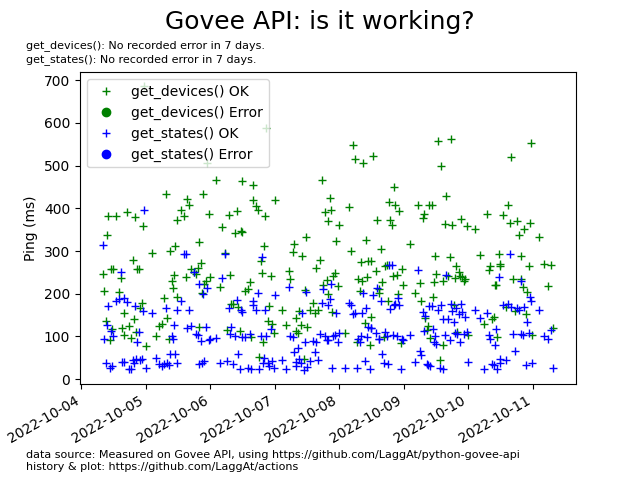 Govee API: is it working?
get_devices(): No recorded error in 7 days.
get_states(): No recorded error in 7 days.
get_devices() OK
get_devices() Error
get_states() OK
get_states() Error
Ping (ms)
700
600
500
400
300
200
100
0
2022-10-04
2022-10-05
2022-10-06
2022-10-07
2022-10-08
2022-10-09
2022-10-10
2022-10-11
data source: Measured on Govee API, using https://github.com/LaggAt/python-govee-api
history & plot: https://github.com/LaggAt/actions